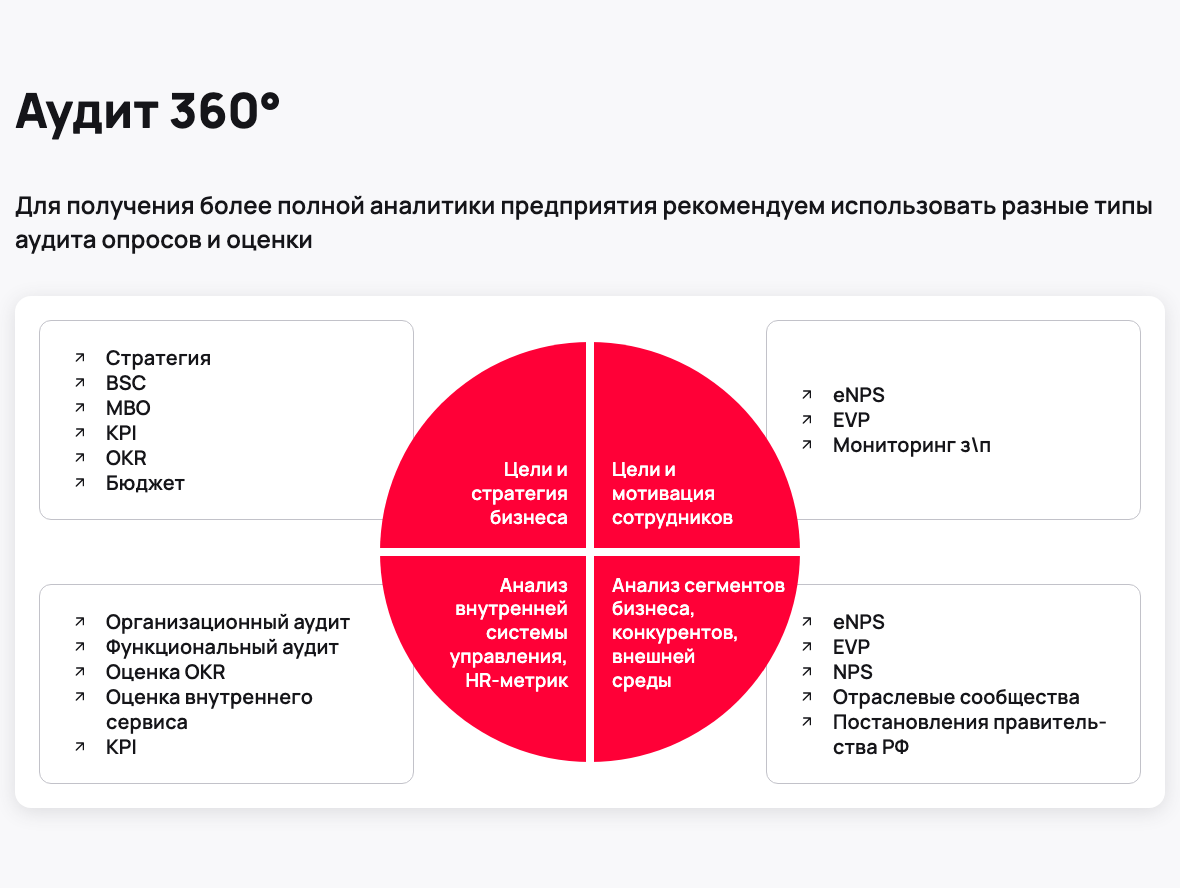 Аудит 360°
Для получения более полной аналитики предприятия рекомендуем использовать разные типы
аудита опросов и оценки
Стратегия
BSC
MBO
KPI
OKR
Бюджет
Цели и
стратегия
бизнеса
Цели и
мотивация
сотрудников
eNPS
EVP
Мониторинг з\п
Организационный аудит
Функциональный аудит
Оценка OKR
Оценка внутреннего
сервиса
KPI
Анализ
внутренней
системы
управления,
HR-метрик
Анализ сегментов
бизнеса,
конкурентов,
внешней
среды
eNPS
EVP
NPS
Отраслевые сообщества
Постановления правитель-
ства РФ